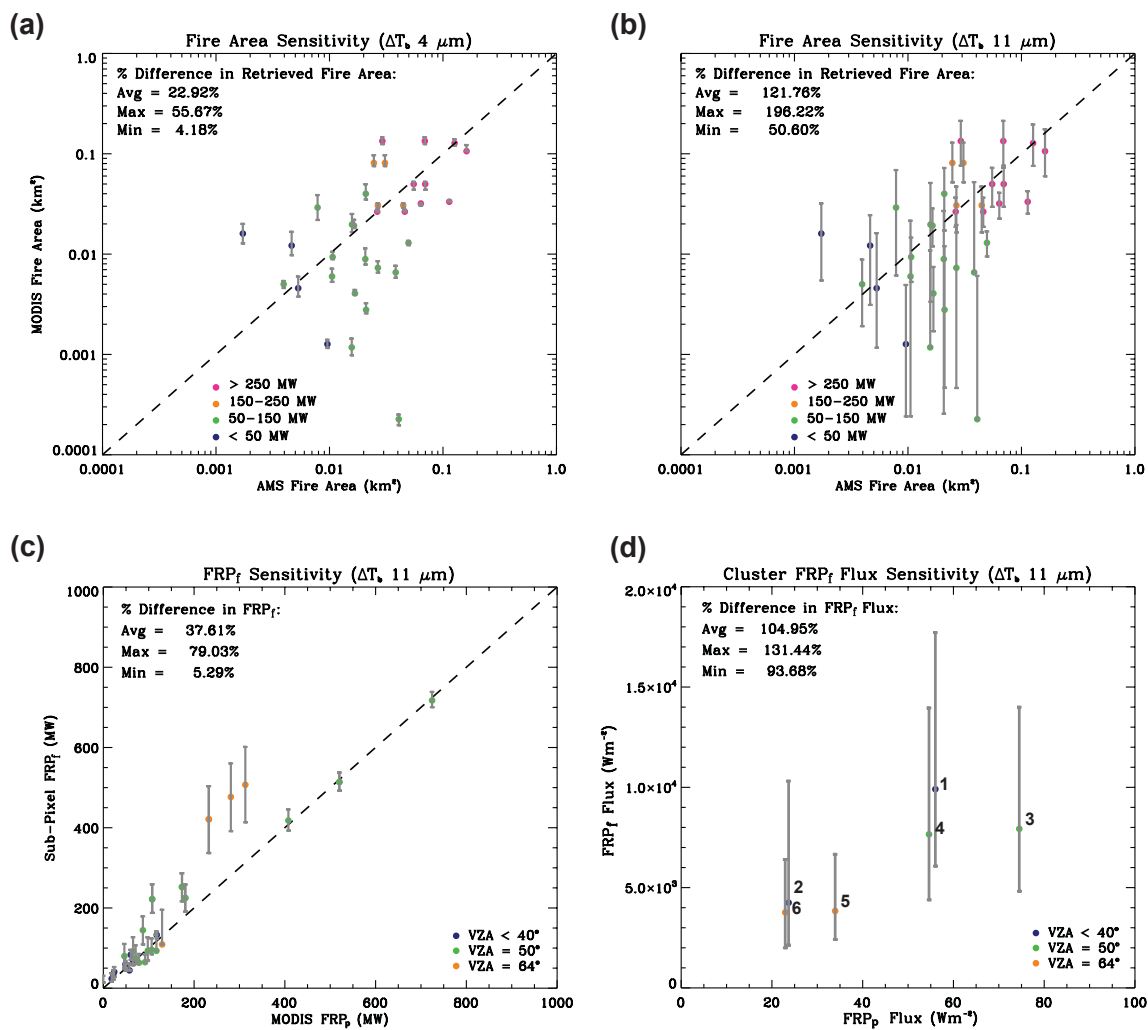 (a)
Fire Area Sensitivity (ΔT_b 4 μm)
% Difference in Retrieved Fire Area:
Avg = 22.92%
Max = 55.67%
Min = 4.18%
MODIS Fire Area (km²)
1.0
0.1
0.01
0.001
0.0001
> 250 MW
150-250 MW
50-150 MW
< 50 MW
0.0001 0.001 0.01 0.1 1.0
AMS Fire Area (km²)
(b)
Fire Area Sensitivity (ΔT_b 11 μm)
% Difference in Retrieved Fire Area:
Avg = 121.76%
Max = 196.22%
Min = 50.60%
> 250 MW
150-250 MW
50-150 MW
< 50 MW
0.0001 0.001 0.01 0.1 1.0
AMS Fire Area (km²)
(c)
FRP_f Sensitivity (ΔT_b 11 μm)
% Difference in FRP_f:
Avg = 37.61%
Max = 79.03%
Min = 5.29%
Sub-Pixel FRP_f (MW)
1000
800
600
400
200
0
VZA < 40°
VZA = 50°
VZA = 64°
0 200 400 600 800 1000
MODIS FRP_p (MW)
(d)
Cluster FRP_f Flux Sensitivity (ΔT_b 11 μm)
% Difference in FRP_f Flux:
Avg = 104.95%
Max = 131.44%
Min = 93.68%
FRP_f Flux (Wm⁻²)
2.0×10⁴
1.5×10⁴
1.0×10⁴
5.0×10³
0
1
4
3
2
6
5
VZA < 40°
VZA = 50°
VZA = 64°
0 20 40 60 80 100
FRP_p Flux (Wm⁻²)